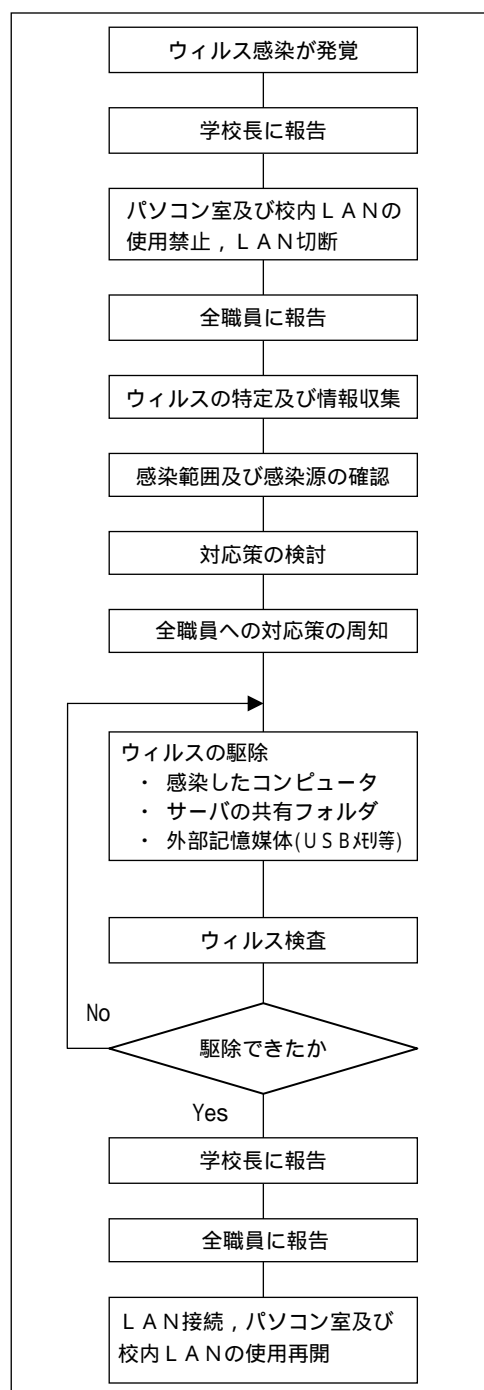 ウィルス感染が発覚
学校長に報告
パソコン室及び校内ＬＡＮの
使用禁止，ＬＡＮ切断
全職員に報告
ウィルスの特定及び情報収集
感染範囲及び感染源の確認
対応策の検討
全職員への対応策の周知
ウィルスの駆除
・ 感染したコンピュータ
・ サーバの共有フォルダ
・ 外部記憶媒体(ＵＳＢﾒﾓﾘ等)
ウィルス検査
駆除できたか
No
Yes
学校長に報告
全職員に報告
ＬＡＮ接続，パソコン室及び
校内ＬＡＮの使用再開